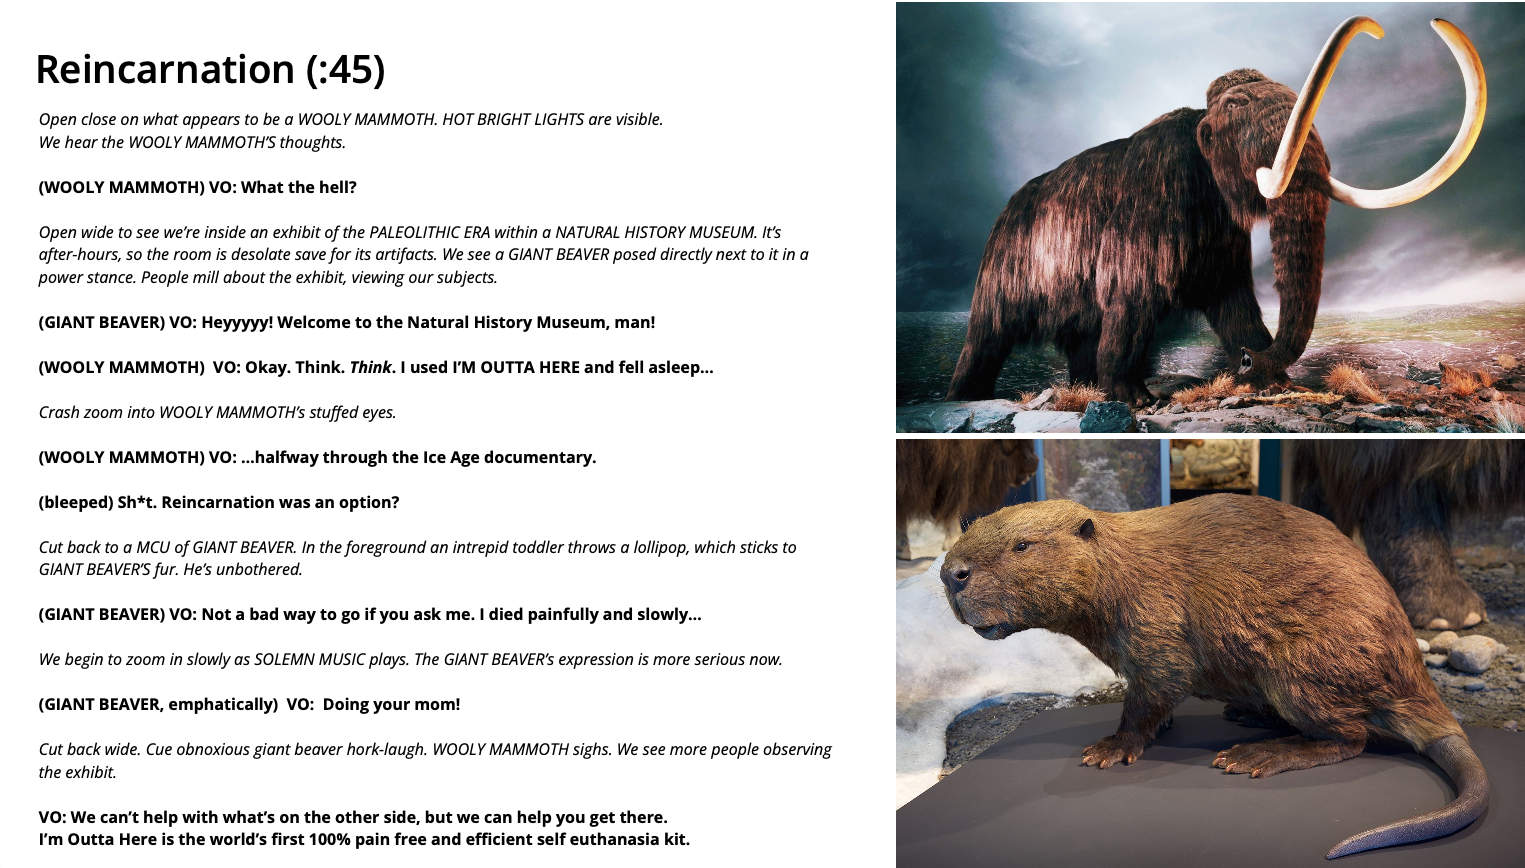 Reincarnation (:45)
Open close on what appears to be a WOOLY MAMMOTH. HOT BRIGHT LIGHTS are visible.
We hear the WOOLY MAMMOTH'S thoughts.
(WOOLY MAMMOTH) VO: What the hell?
Open wide to see we're inside an exhibit of the PALEOLITHIC ERA within a NATURAL HISTORY MUSEUM. It's
after-hours, so the room is desolate save for its artifacts. We see a GIANT BEAVER posed directly next to it in a
power stance. People mill about the exhibit, viewing our subjects.
(GIANT BEAVER) VO: Heyyyyy! Welcome to the Natural History Museum, man!
(WOOLY MAMMOTH)  VO: Okay. Think. Think. I used I'M OUTTA HERE and fell asleep...
Crash zoom into WOOLY MAMMOTH's stuffed eyes.
(WOOLY MAMMOTH) VO: ...halfway through the Ice Age documentary.
(bleeped) Sh*t. Reincarnation was an option?
Cut back to a MCU of GIANT BEAVER. In the foreground an intrepid toddler throws a lollipop, which sticks to
GIANT BEAVER'S fur. He's unbothered.
(GIANT BEAVER) VO: Not a bad way to go if you ask me. I died painfully and slowly...
We begin to zoom in slowly as SOLEMN MUSIC plays. The GIANT BEAVER's expression is more serious now.
(GIANT BEAVER, emphatically)  VO:  Doing your mom!
Cut back wide. Cue obnoxious giant beaver hork-laugh. WOOLY MAMMOTH sighs. We see more people observing
the exhibit.
VO: We can't help with what's on the other side, but we can help you get there.
I'm Outta Here is the world's first 100% pain free and efficient self euthanasia kit.